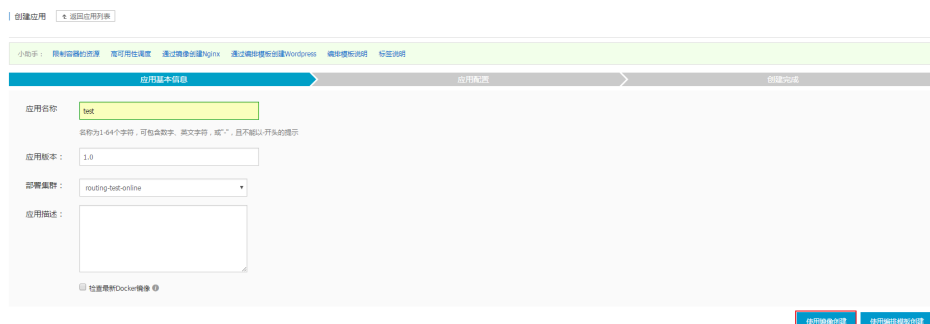 创建应用 返回应用列表
小助手： 限制容器的资源 高可用性调度 通过镜像创建Nginx 通过编排模板创建Wordpress 编排模板说明 标签说明
应用基本信息 应用配置 创建完成
应用名称 test
名称为1-64个字符，可包含数字、英文字符，或"-"，且不能以-开头的提示
应用版本： 1.0
部署集群： routing-test-online
应用描述：
检查最新Docker镜像
使用镜像创建 使用编排模板创建